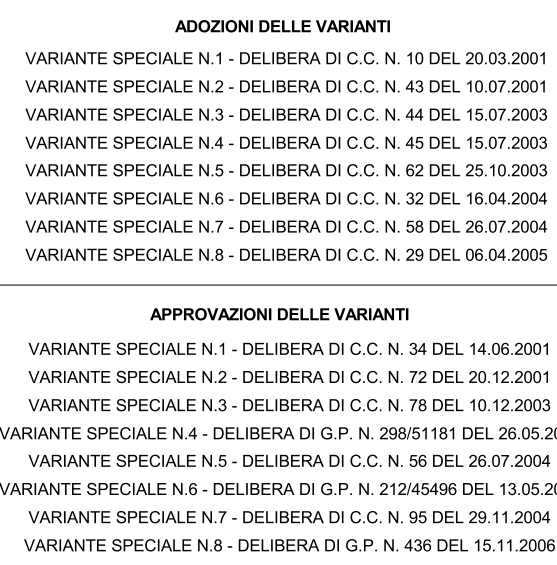 ADOZIONI DELLE VARIANTI
VARIANTE SPECIALE N.1 - DELIBERA DI C.C. N. 10 DEL 20.03.2001
VARIANTE SPECIALE N.2 - DELIBERA DI C.C. N. 43 DEL 10.07.2001
VARIANTE SPECIALE N.3 - DELIBERA DI C.C. N. 44 DEL 15.07.2003
VARIANTE SPECIALE N.4 - DELIBERA DI C.C. N. 45 DEL 15.07.2003
VARIANTE SPECIALE N.5 - DELIBERA DI C.C. N. 62 DEL 25.10.2003
VARIANTE SPECIALE N.6 - DELIBERA DI C.C. N. 32 DEL 16.04.2004
VARIANTE SPECIALE N.7 - DELIBERA DI C.C. N. 58 DEL 26.07.2004
VARIANTE SPECIALE N.8 - DELIBERA DI C.C. N. 29 DEL 06.04.2005
APPROVAZIONI DELLE VARIANTI
VARIANTE SPECIALE N.1 - DELIBERA DI C.C. N. 34 DEL 14.06.2001
VARIANTE SPECIALE N.2 - DELIBERA DI C.C. N. 72 DEL 20.12.2001
VARIANTE SPECIALE N.3 - DELIBERA DI C.C. N. 78 DEL 10.12.2003
VARIANTE SPECIALE N.4 - DELIBERA DI G.P. N. 298/51181 DEL
VARIANTE SPECIALE N.5 - DELIBERA DI C.C. N. 56 DEL 26.07.2004
VARIANTE SPECIALE N.6 - DELIBERA DI G.P. N. 212/45496 DEL
VARIANTE SPECIALE N.7 - DELIBERA DI C.C. N. 95 DEL 29.11.2004
VARIANTE SPECIALE N.8 - DELIBERA DI G.P. N. 436 DEL 15.11.2006